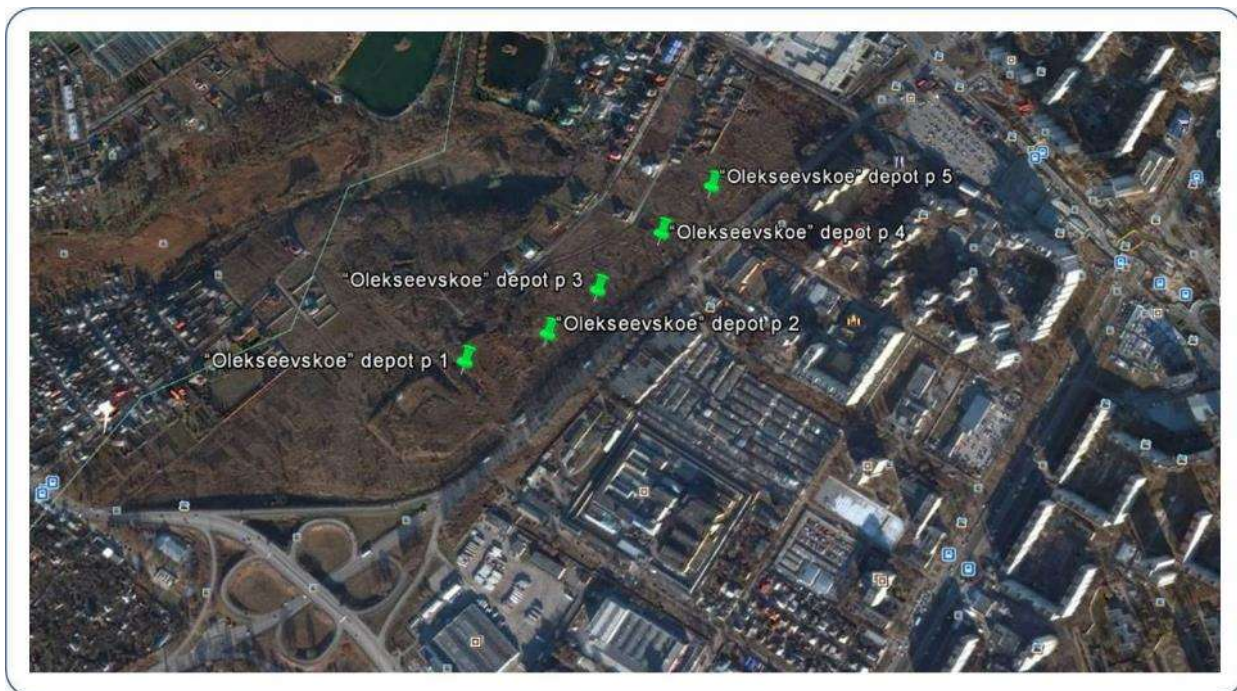 "Olekseevskoe" depot p 5
"Olekseevskoe" depot p 4
"Olekseevskoe" depot p 3
"Olekseevskoe" depot p 2
"Olekseevskoe" depot p 1